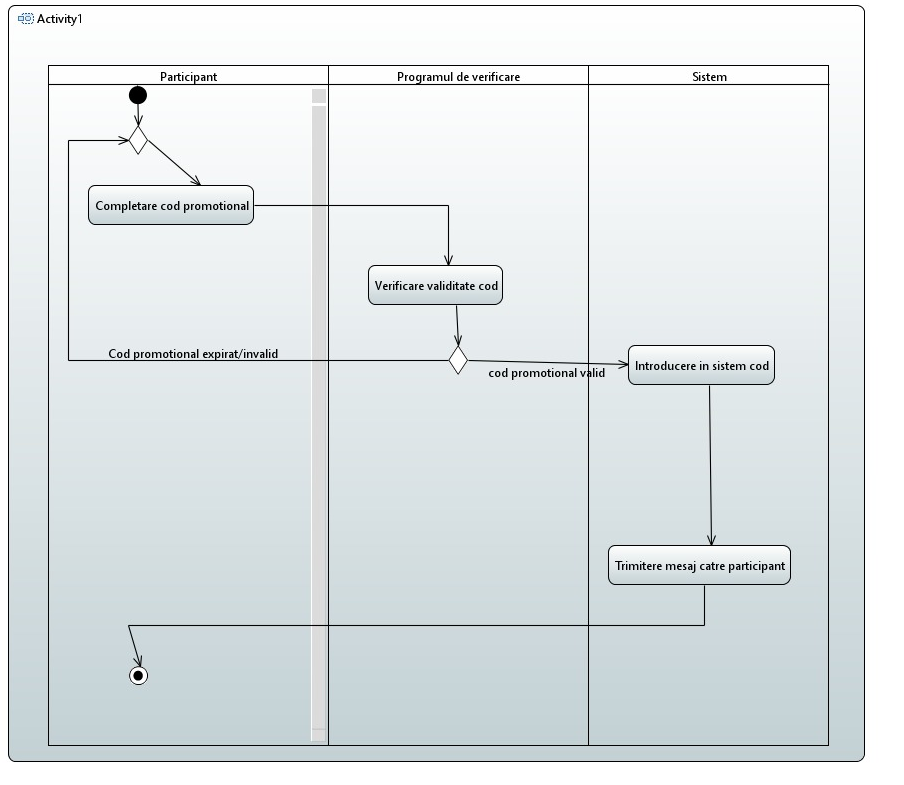 Activity1
Participant
Programul de verificare
Sistem
Completare cod promotional
Verificare validitate cod
Cod promotional expirat/invalid
cod promotional valid
Introducere in sistem cod
Trimitere mesaj catre participant